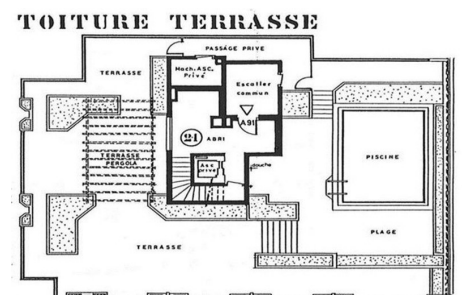 TOITURE TERRASSE
PASSAGE PRIVE
TERRASSE
Mach. ASC.
Privé
Escalier
commun
A91
21
ABRI
TERRASSE
PERGOLA
Asc
privé
douche
PISCINE
PLAGE
TERRASSE